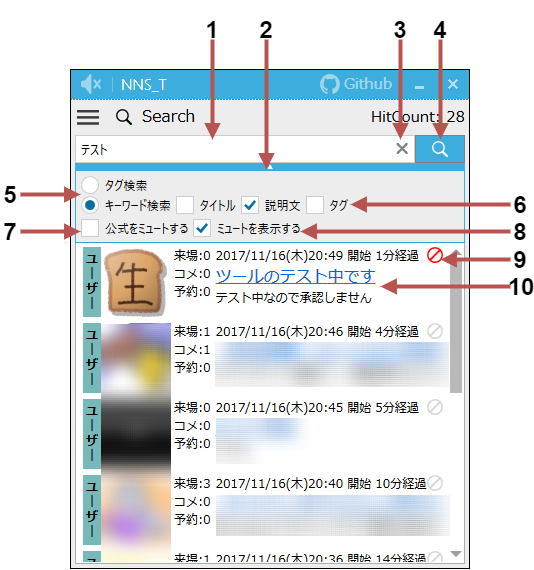 1 2 3 4
NNS_T Github
Search HitCount: 28
テスト
5 タグ検索
キーワード検索 タイトル 説明文 タグ 6
7 公式をミュートする ミュートを表示する 8
ユーザー 生 来場:0 2017/11/16(木)20:49 開始 1分経過 9
コメ:0 ツールのテスト中です 10
予約:0 テスト中なので承認しません
ユーザー 来場:1 2017/11/16(木)20:46 開始 4分経過
コメ:1
予約:0
ユーザー 来場:0 2017/11/16(木)20:45 開始 5分経過
コメ:0
予約:0
ユーザー 来場:3 2017/11/16(木)20:40 開始 10分経過
コメ:0
予約:0
来場:1 2017/11/16(木)20:36 開始 14分経過